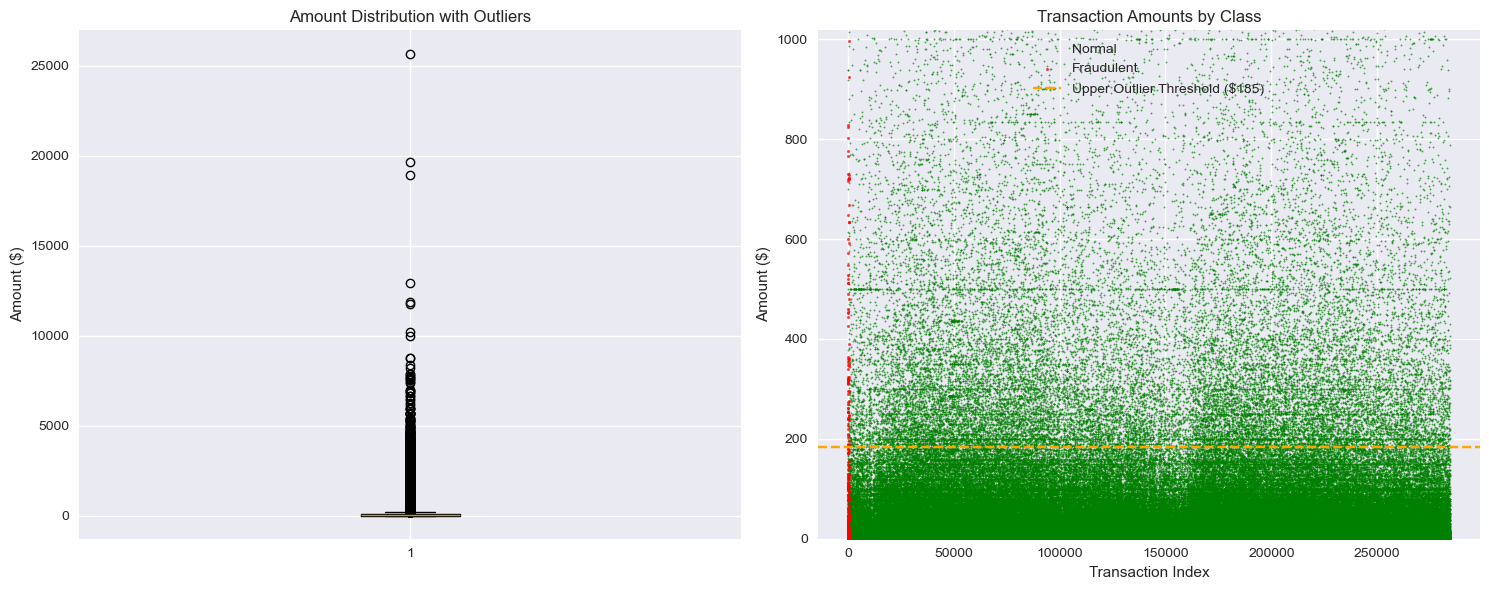 Amount Distribution with Outliers
Amount ($)
25000
20000
15000
10000
5000
0
1
Transaction Amounts by Class
Amount ($)
1000
800
600
400
200
0
Normal
Fraudulent
Upper Outlier Threshold ($185)
0
50000
100000
150000
200000
250000
Transaction Index